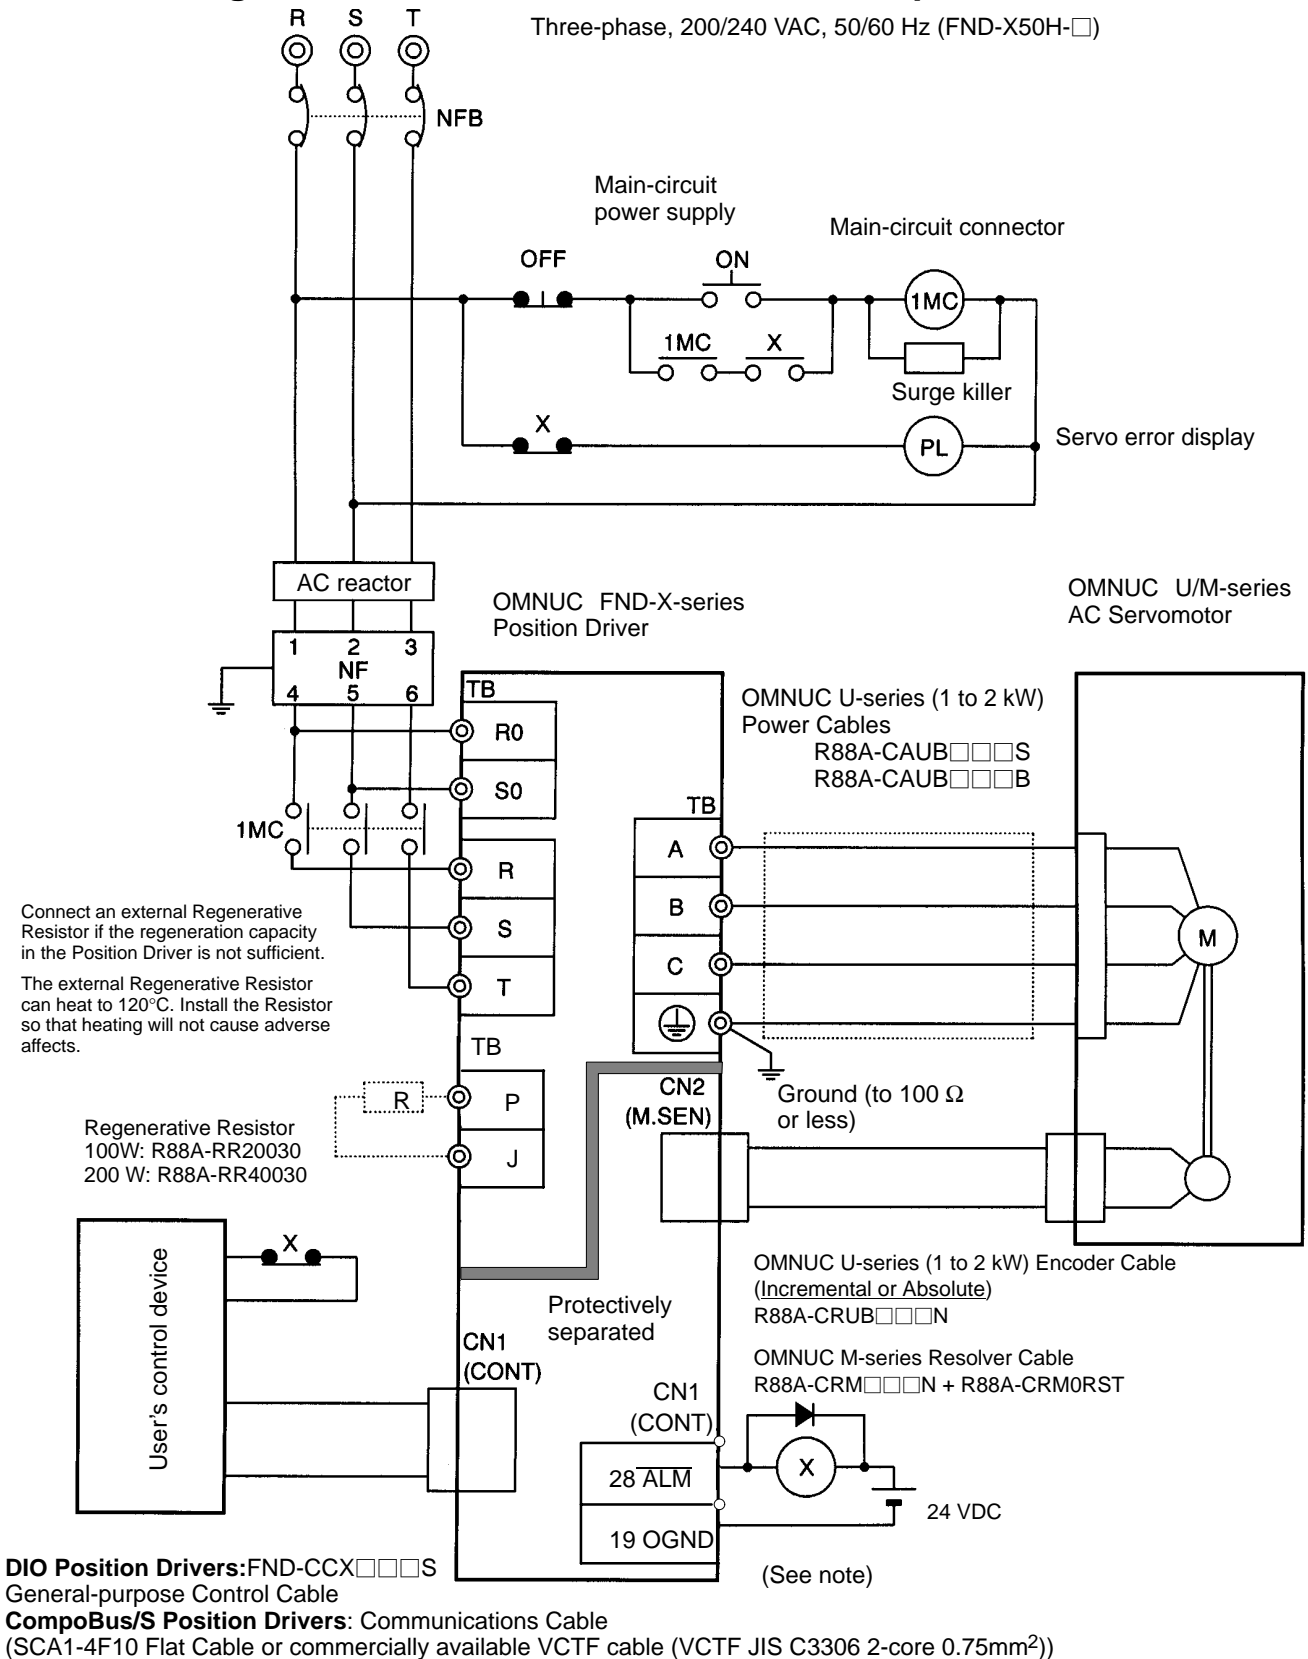 R S T
Three-phase, 200/240 VAC, 50/60 Hz (FND-X50H-□)
NFB
Main-circuit
power supply
Main-circuit connector
OFF
ON
1MC
1MC X
Surge killer
X
PL
Servo error display
AC reactor
1 2 3
NF
4 5 6
OMNUC FND-X-series
Position Driver
OMNUC U/M-series
AC Servomotor
TB
R0
S0
1MC
R
S
T
OMNUC U-series (1 to 2 kW)
Power Cables
R88A-CAUB□□□S
R88A-CAUB□□□B
TB
A
B
C
M
Connect an external Regenerative
Resistor if the regeneration capacity
in the Position Driver is not sufficient.
The external Regenerative Resistor
can heat to 120°C. Install the Resistor
so that heating will not cause adverse
affects.
TB
R
P
J
Regenerative Resistor
100W: R88A-RR20030
200 W: R88A-RR40030
CN2
(M.SEN)
Ground (to 100 Ω
or less)
User's control device
X
Protectively
separated
CN1
(CONT)
OMNUC U-series (1 to 2 kW) Encoder Cable
(Incremental or Absolute)
R88A-CRUB□□□N
OMNUC M-series Resolver Cable
R88A-CRM□□□N + R88A-CRM0RST
CN1
(CONT)
28 ALM
X
24 VDC
19 OGND
(See note)
DIO Position Drivers:FND-CCX□□□S
General-purpose Control Cable
CompoBus/S Position Drivers: Communications Cable
(SCA1-4F10 Flat Cable or commercially available VCTF cable (VCTF JIS C3306 2-core 0.75mm²))